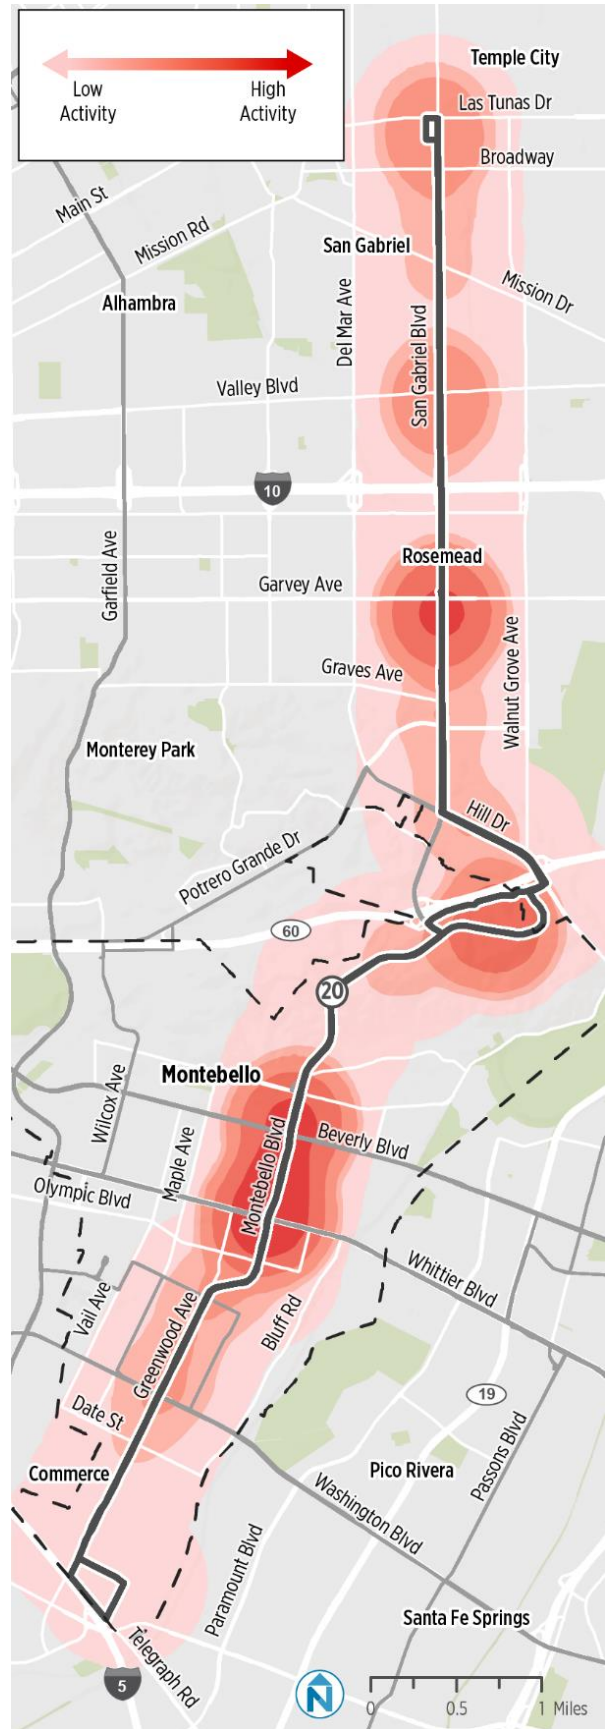 Low
Activity
High
Activity
Temple City
Las Tunas Dr
Broadway
Main St
Mission Rd
San Gabriel
Mission Dr
Alhambra
Del Mar Ave
San Gabriel Blvd
Valley Blvd
10
Rosemead
Garfield Ave
Garvey Ave
Walnut Grove Ave
Graves Ave
Monterey Park
Hill Dr
Potrero Grande Dr
60
20
Montebello
Wilcox Ave
Maple Ave
Montebello Blvd
Beverly Blvd
Olympic Blvd
Whittier Blvd
Vail Ave
Greenwood Ave
Bluff Rd
19
Date St
Passons Blvd
Commerce
Pico Rivera
Washington Blvd
Paramount Blvd
Santa Fe Springs
Telegraph Rd
5
N
0
0.5
1 Miles